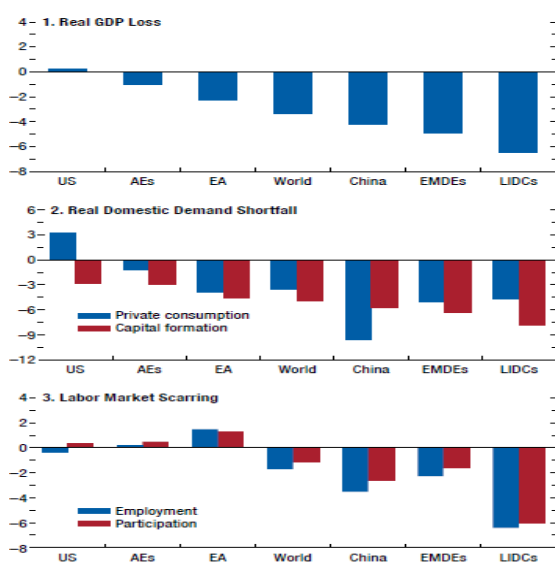 1. Real GDP Loss
4
2
0
−2
−4
−6
−8
US AEs EA World China EMDEs LIDCs
2. Real Domestic Demand Shortfall
6
3
0
−3
−6
−9
−12
Private consumption
Capital formation
US AEs EA World China EMDEs LIDCs
3. Labor Market Scarring
4
2
0
−2
−4
−6
−8
Employment
Participation
US AEs EA World China EMDEs LIDCs